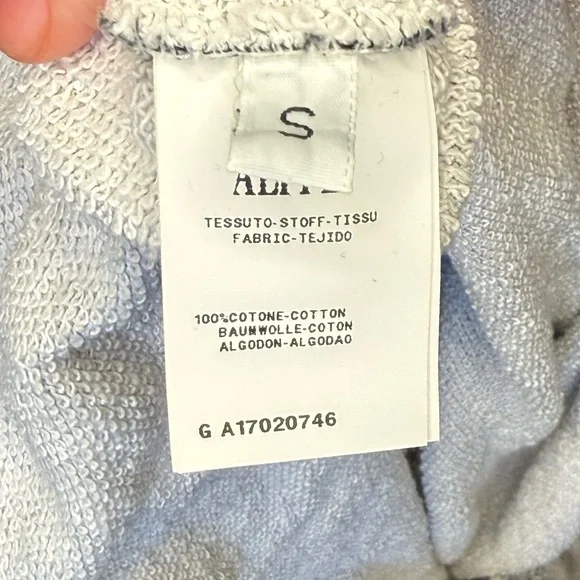 S
TESSUTO-STOFF-TISSU
FABRIC-TEJIDO
100%COTONE-COTTON
BAUMWOLLE-COTON
ALGODON-ALGODAO
G A17020746